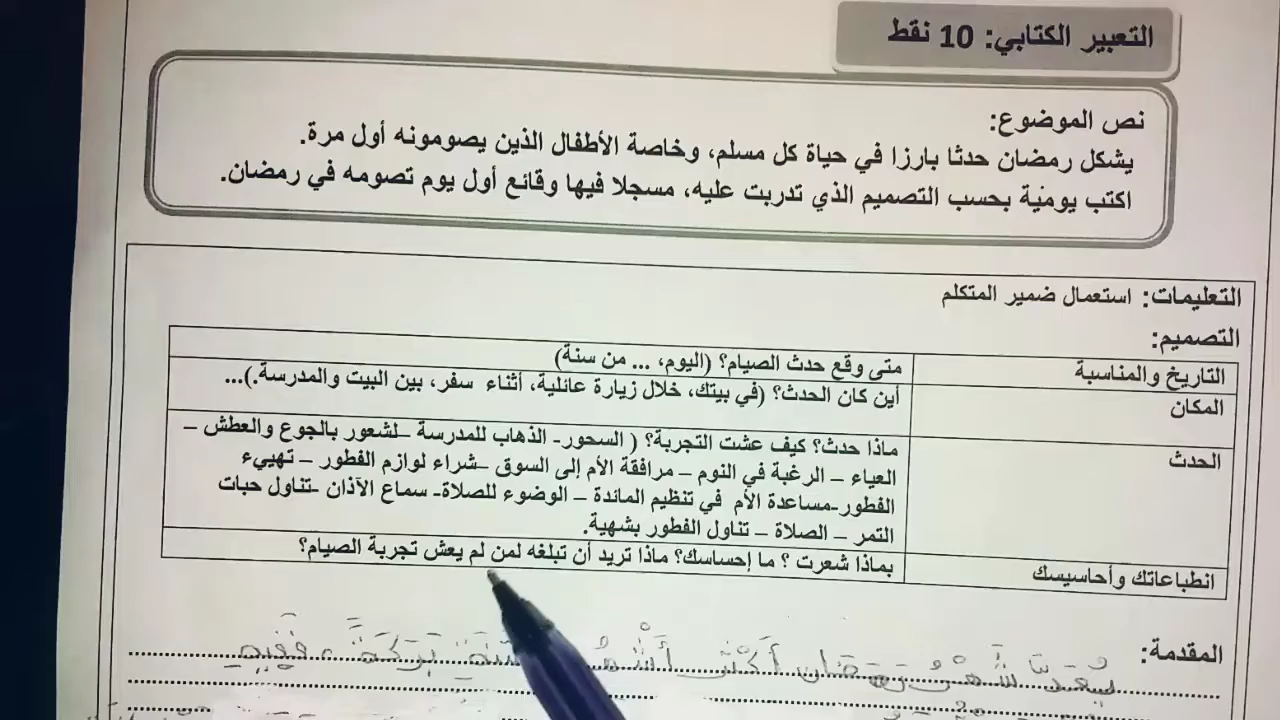 التعبير الكتابي: 10 نقط
نص الموضوع:
يشكل رمضان حدثا بارزا في حياة كل مسلم، وخاصة الأطفال الذين يصومونه أول مرة.
اكتب يومية بحسب التصميم الذي تدربت عليه، مسجلا فيها وقائع أول يوم تصومه في رمضان.
التعليمات: استعمال ضمير المتكلم
التصميم:
التاريخ والمناسبة متى وقع حدث الصيام؟ (اليوم، ... من سنة)
المكان أين كان الحدث؟ (في بيتك، خلال زيارة عائلية، أثناء سفر، بين البيت والمدرسة.)...
الحدث ماذا حدث؟ كيف عشت التجربة؟ ( السحور- الذهاب للمدرسة –لشعور بالجوع والعطش –
العياء – الرغبة في النوم – مرافقة الأم إلى السوق –شراء لوازم الفطور – تهييء
الفطور-مساعدة الأم في تنظيم المائدة – الوضوء للصلاة- سماع الآذان -تناول حبات
التمر – الصلاة – تناول الفطور بشهية.
انطباعاتك وأحاسيسك بماذا شعرت ؟ ما إحساسك؟ ماذا تريد أن تبلغه لمن لم يعش تجربة الصيام؟
المقدمة: يُعَدُّ شَهْرُ رَمَضَان أَكْثَر أَشْهُر بَرَكَةً، فَفِيهِ